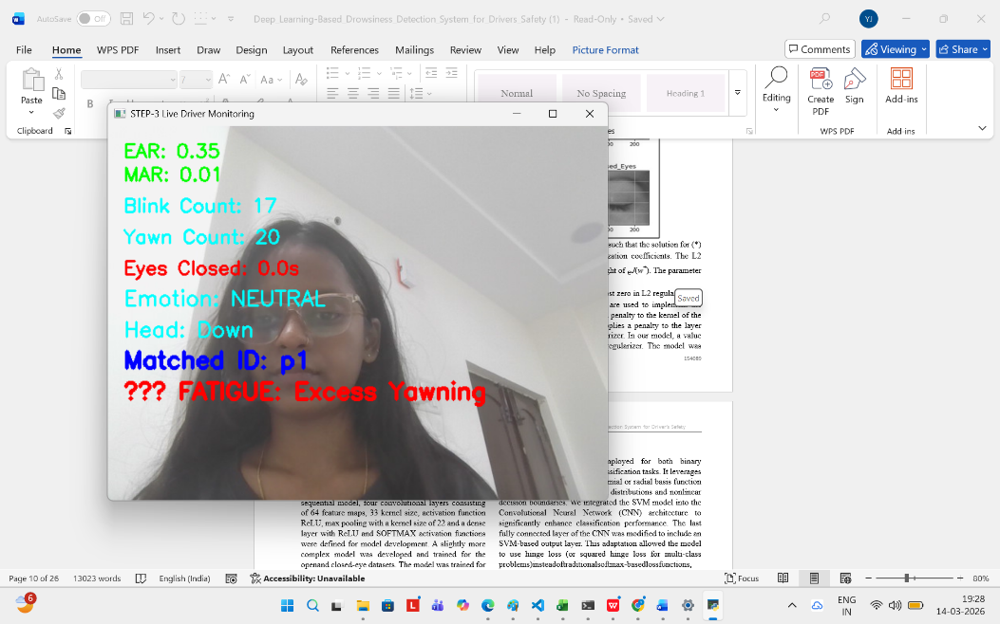 AutoSave Off Deep_Learning-Based_Drowsiness_Detection_System_for_Drivers_Safety (1) - Read-Only • Saved YJ
File Home WPS PDF Insert Draw Design Layout References Mailings Review View Help Picture Format Comments Viewing Share
Paste
7
Aa
B
Normal
No Spacing
Heading 1
Editing
Create PDF
Sign
Add-ins
Clipboard
WPS PDF
Add ins
STEP-3 Live Driver Monitoring
EAR: 0.35
MAR: 0.01
Blink Count: 17
Yawn Count: 20
Eyes Closed: 0.0s
Emotion: NEUTRAL
Head: Down
Matched ID: p1
??? FATIGUE: Excess Yawning
200 200
ed_Eyes
200
such that the solution for (*)
zation coefficients. The L2
ht of
The parameter
st zero in L2 regula
Saved
are used to implem
penalty to the kernel of the
plies a penalty to the layer
rizer. In our model, a value
regularizer. The model was
154689
ection System for Driver's Safety
employed for both binary
ssification tasks. It leverages
mial or radial basis function
distributions and nonlinear
sequential model, four convolutional layers consisting
of 64 feature maps, 33 kernel size, activation function
ReLU, max pooling with a kernel size of 22 and a dense
layer with ReLU and SOFTMAX activation functions
were defined for model development. A slightly more
complex model was developed and trained for the
openand closed-eye datasets. The model was trained for
decision boundaries. We integrated the SVM model into the
Convolutional Neural Network (CNN) architecture to
significantly enhance classification performance. The last
fully connected layer of the CNN was modified to include an
SVM-based output layer. This adaptation allowed the model
to use hinge loss (or squared hinge loss for multi-class
problems)insteadoftraditionalsoftmax-basedlossfunctions,
Page 10 of 26 13023 words English (India) Accessibility: Unavailable Focus 80%
6
ENG
IN
19:28
14-03-2026